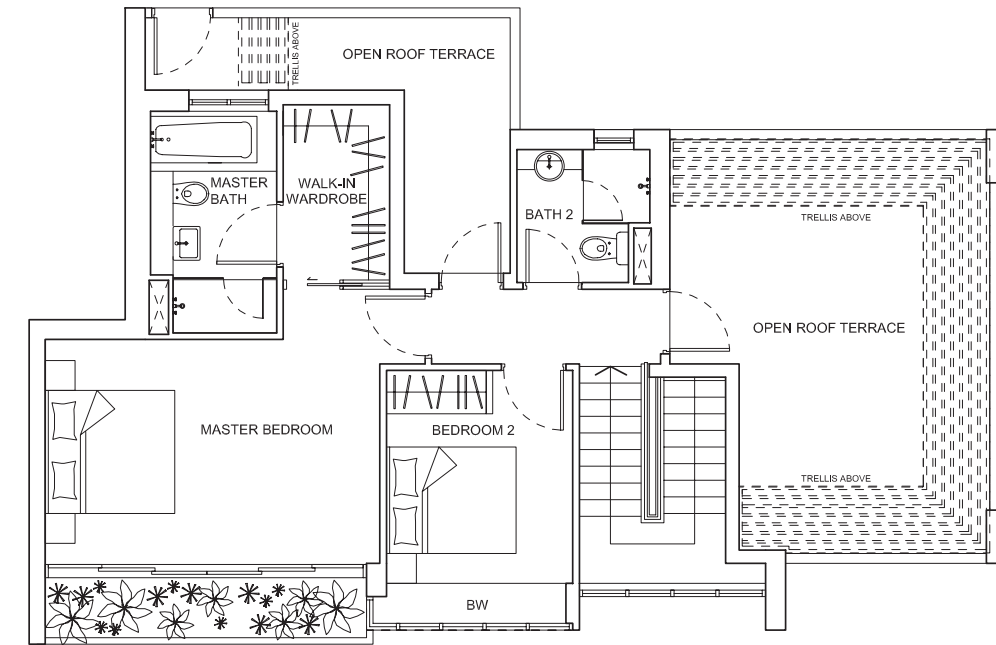 TRELLIS ABOVE
OPEN ROOF TERRACE
MASTER
BATH
WALK-IN
WARDROBE
BATH 2
TRELLIS ABOVE
OPEN ROOF TERRACE
MASTER BEDROOM
BEDROOM 2
TRELLIS ABOVE
BW